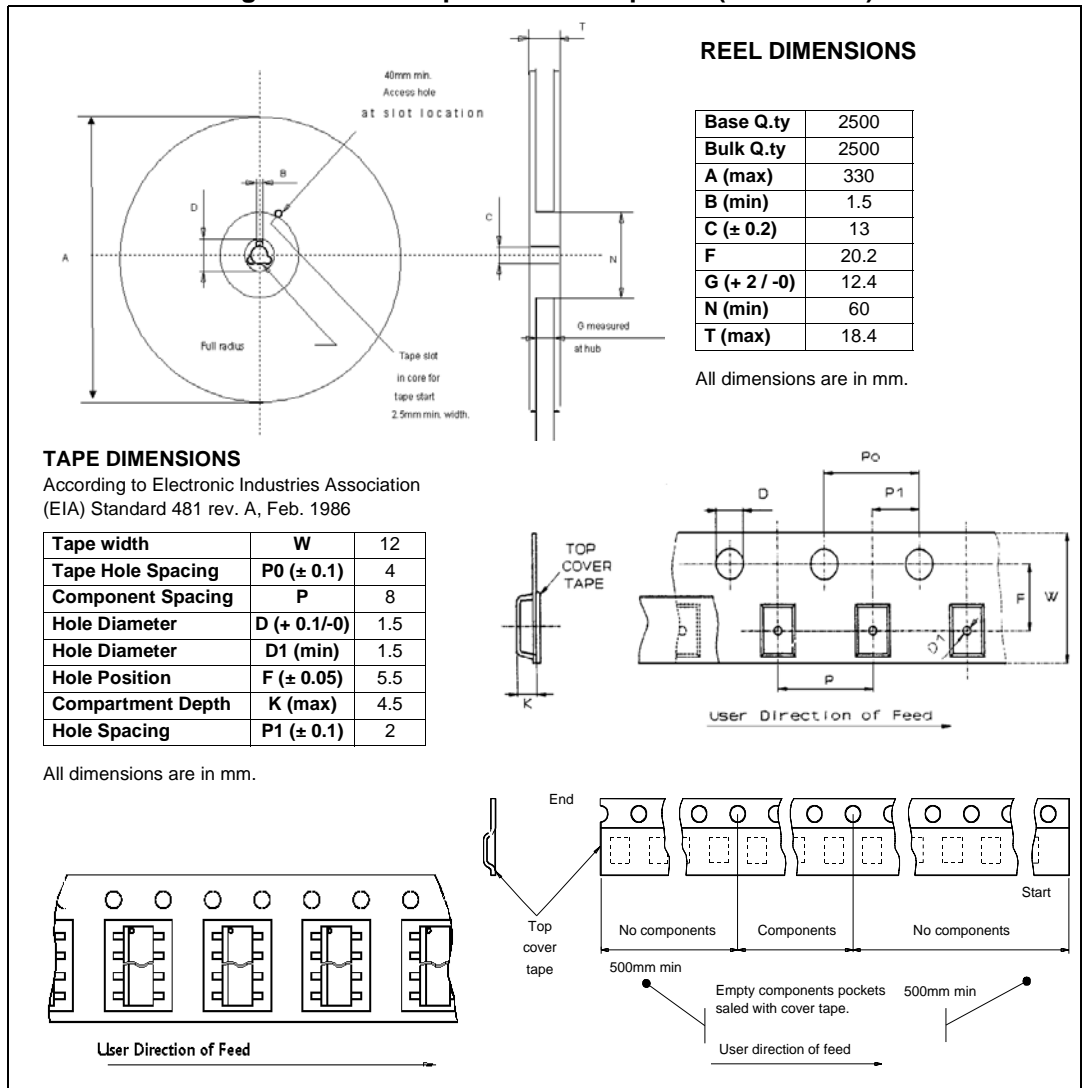 T
REEL DIMENSIONS
40mm min.
Access hole
at slot location
B
D
C
A
N
G measured
at hub
Full radius
Tape slot
in core for
tape start
2.5mm min. width.
Base Q.ty 2500
Bulk Q.ty 2500
A (max) 330
B (min) 1.5
C (± 0.2) 13
F 20.2
G (+ 2 / -0) 12.4
N (min) 60
T (max) 18.4
All dimensions are in mm.
TAPE DIMENSIONS
According to Electronic Industries Association
(EIA) Standard 481 rev. A, Feb. 1986
Tape width W 12
Tape Hole Spacing P0 (± 0.1) 4
Component Spacing P 8
Hole Diameter D (+ 0.1/-0) 1.5
Hole Diameter D1 (min) 1.5
Hole Position F (± 0.05) 5.5
Compartment Depth K (max) 4.5
Hole Spacing P1 (± 0.1) 2
All dimensions are in mm.
Po
D
P1
TOP
COVER
TAPE
F
W
D1
P
K
User Direction of Feed
End
Start
Top
cover
tape
No components
Components
No components
500mm min
Empty components pockets
saled with cover tape.
500mm min
User direction of feed
User Direction of Feed